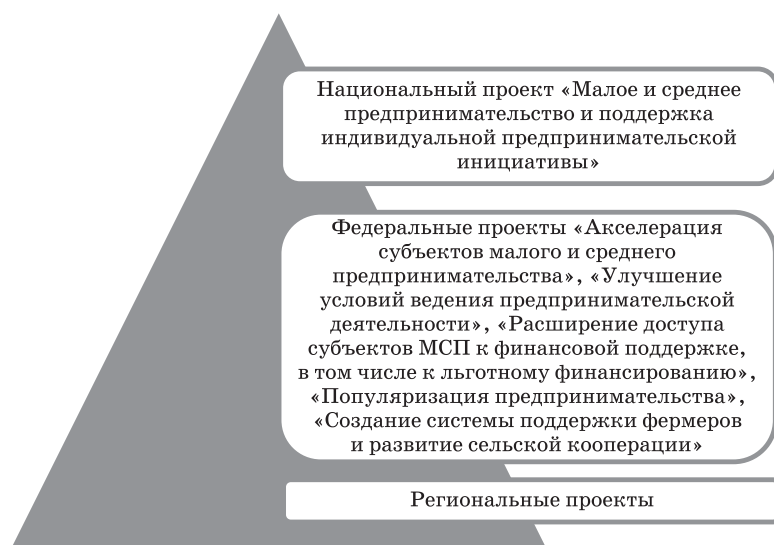 Национальный проект «Малое и среднее
предпринимательство и поддержка
индивидуальной предпринимательской
инициативы»
Федеральные проекты «Акселерация
субъектов малого и среднего
предпринимательства», «Улучшение
условий ведения предпринимательской
деятельности», «Расширение доступа
субъектов МСП к финансовой поддержке,
в том числе к льготному финансированию»,
«Популяризация предпринимательства»,
«Создание системы поддержки фермеров
и развитие сельской кооперации»
Региональные проекты